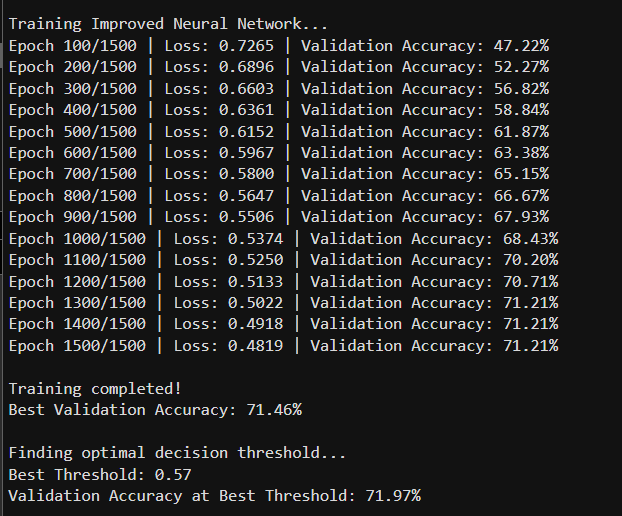 Training Improved Neural Network...
Epoch 100/1500 | Loss: 0.7265 | Validation Accuracy: 47.22%
Epoch 200/1500 | Loss: 0.6896 | Validation Accuracy: 52.27%
Epoch 300/1500 | Loss: 0.6603 | Validation Accuracy: 56.82%
Epoch 400/1500 | Loss: 0.6361 | Validation Accuracy: 58.84%
Epoch 500/1500 | Loss: 0.6152 | Validation Accuracy: 61.87%
Epoch 600/1500 | Loss: 0.5967 | Validation Accuracy: 63.38%
Epoch 700/1500 | Loss: 0.5800 | Validation Accuracy: 65.15%
Epoch 800/1500 | Loss: 0.5647 | Validation Accuracy: 66.67%
Epoch 900/1500 | Loss: 0.5506 | Validation Accuracy: 67.93%
Epoch 1000/1500 | Loss: 0.5374 | Validation Accuracy: 68.43%
Epoch 1100/1500 | Loss: 0.5250 | Validation Accuracy: 70.20%
Epoch 1200/1500 | Loss: 0.5133 | Validation Accuracy: 70.71%
Epoch 1300/1500 | Loss: 0.5022 | Validation Accuracy: 71.21%
Epoch 1400/1500 | Loss: 0.4918 | Validation Accuracy: 71.21%
Epoch 1500/1500 | Loss: 0.4819 | Validation Accuracy: 71.21%
Training completed!
Best Validation Accuracy: 71.46%
Finding optimal decision threshold...
Best Threshold: 0.57
Validation Accuracy at Best Threshold: 71.97%